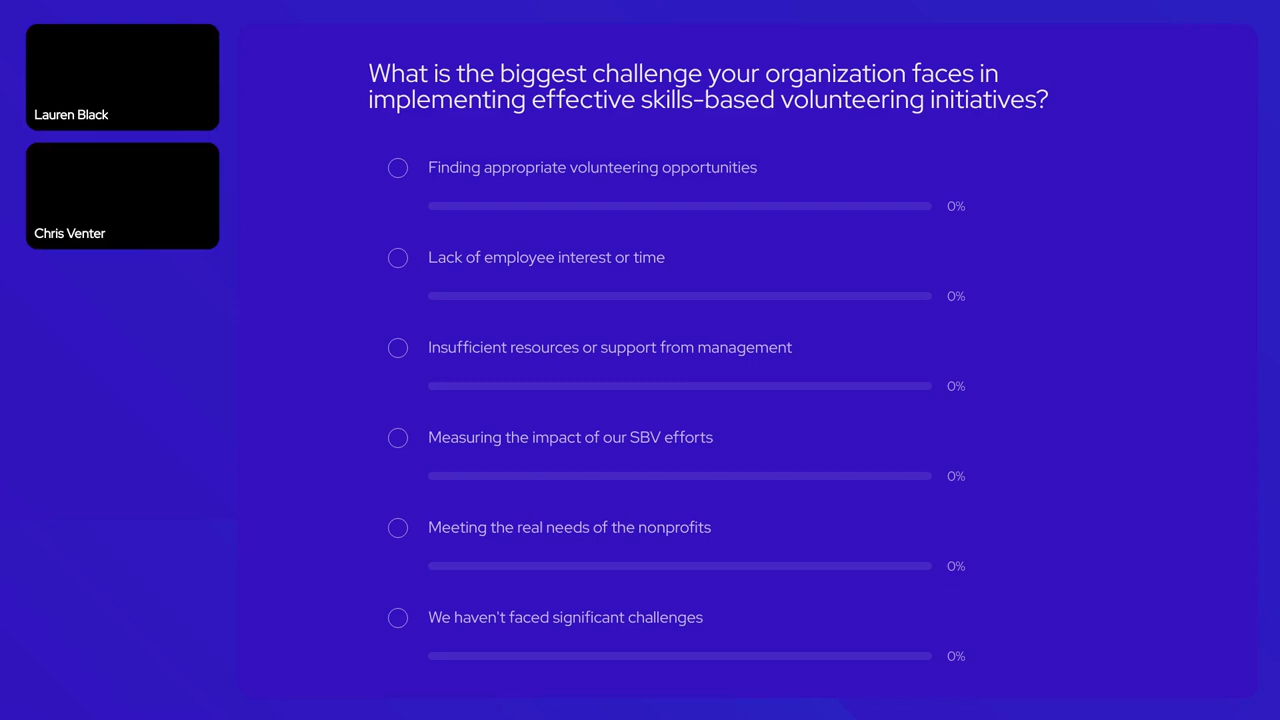 Lauren Black
Chris Venter
What is the biggest challenge your organization faces in
implementing effective skills-based volunteering initiatives?
Finding appropriate volunteering opportunities
0%
Lack of employee interest or time
0%
Insufficient resources or support from management
0%
Measuring the impact of our SBV efforts
0%
Meeting the real needs of the nonprofits
0%
We haven't faced significant challenges
0%